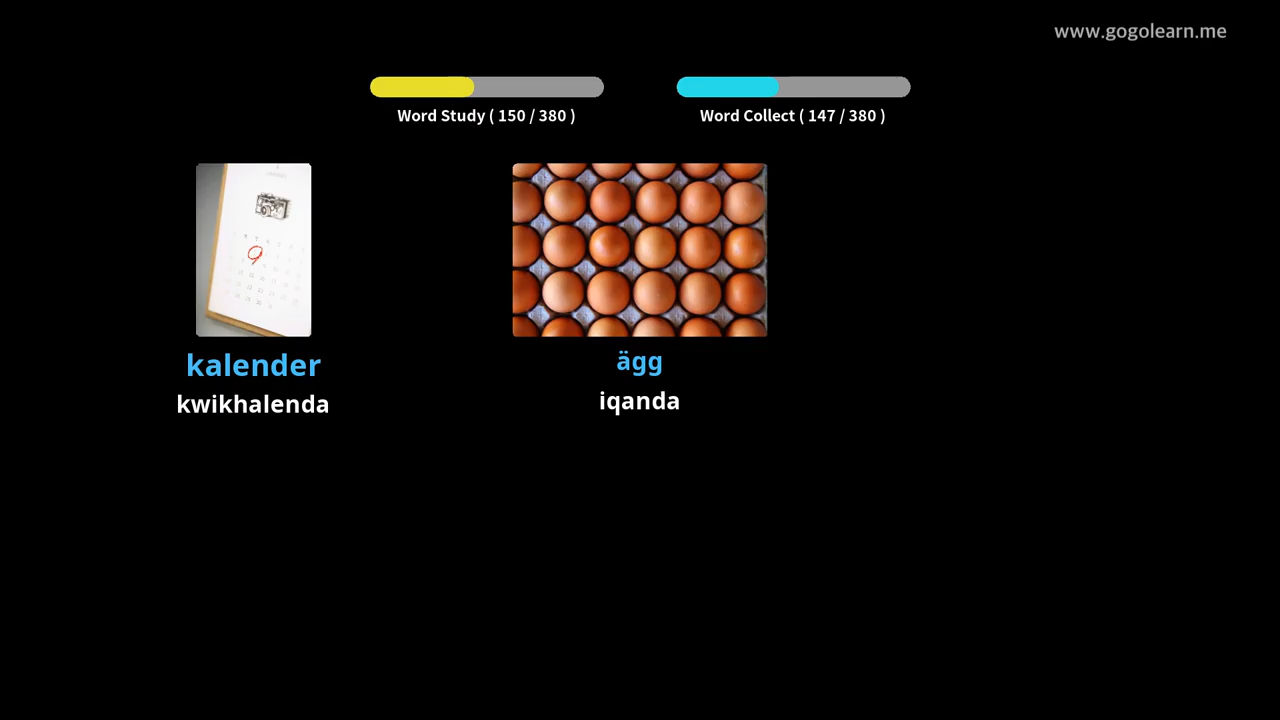 www.gogolearn.me
Word Study ( 150 / 380 )
Word Collect ( 147 / 380 )
kalender
kwikhalenda
ägg
iqanda